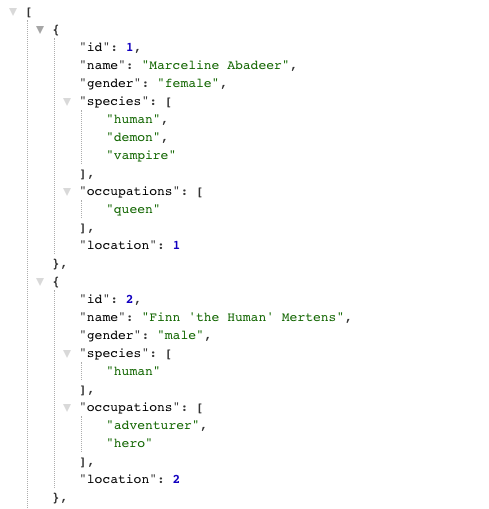 [
{
"id": 1,
"name": "Marceline Abadeer",
"gender": "female",
"species": [
"human",
"demon",
"vampire"
],
"occupations": [
"queen"
],
"location": 1
},
{
"id": 2,
"name": "Finn 'the Human' Mertens",
"gender": "male",
"species": [
"human"
],
"occupations": [
"adventurer",
"hero"
],
"location": 2
},